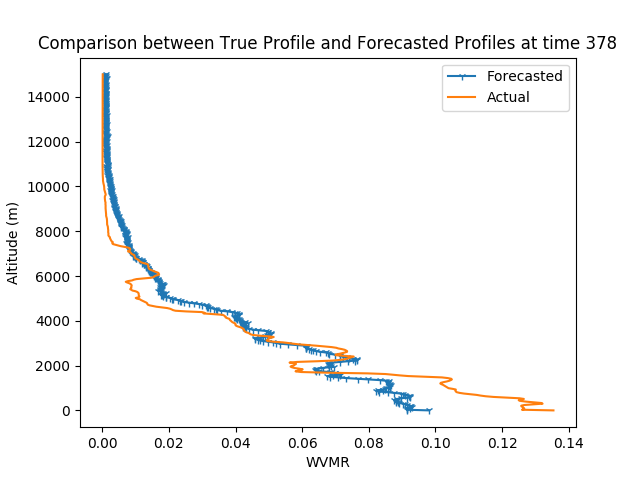 Comparison between True Profile and Forecasted Profiles at time 378
Forecasted
Actual
14000
12000
10000
8000
6000
4000
2000
0
Altitude (m)
0.00 0.02 0.04 0.06 0.08 0.10 0.12 0.14
WVMR